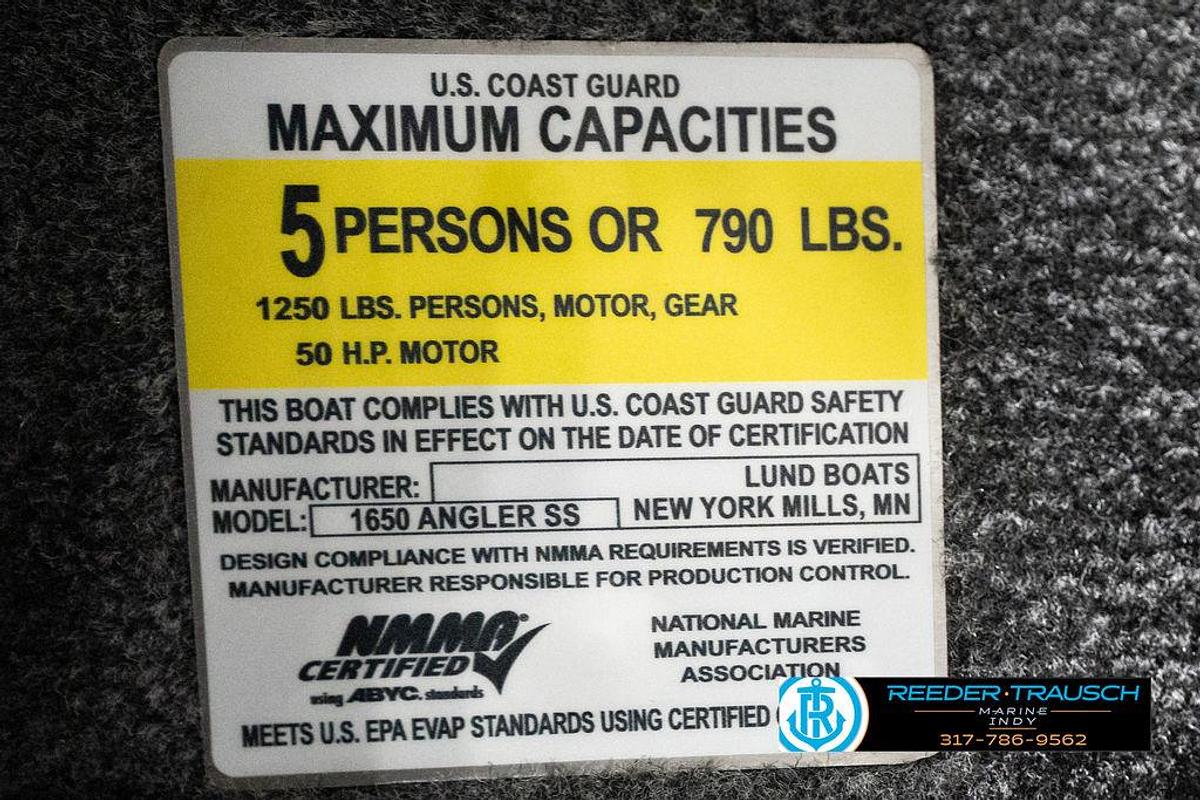 U.S. COAST GUARD
MAXIMUM CAPACITIES
5 PERSONS OR 790 LBS.
1250 LBS. PERSONS, MOTOR, GEAR
50 H.P. MOTOR
THIS BOAT COMPLIES WITH U.S. COAST GUARD SAFETY
STANDARDS IN EFFECT ON THE DATE OF CERTIFICATION
MANUFACTURER: LUND BOATS
MODEL: 1650 ANGLER SS NEW YORK MILLS, MN
DESIGN COMPLIANCE WITH NMMA REQUIREMENTS IS VERIFIED.
MANUFACTURER RESPONSIBLE FOR PRODUCTION CONTROL.
NMMA®
CERTIFIED
using ABYC. standards
NATIONAL MARINE
MANUFACTURERS
ASSOCIATION
MEETS U.S. EPA EVAP STANDARDS USING CERTIFIED
RT
REEDER·TRAUSCH
MARINE
INDY
317-786-9562